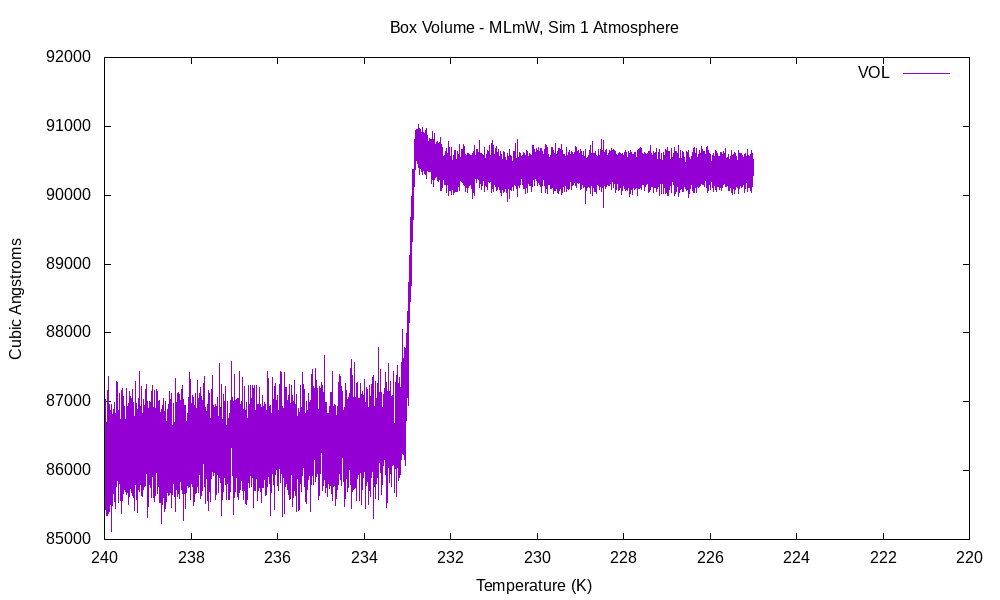 Box Volume - MLmW, Sim 1 Atmosphere
92000
VOL
91000
90000
89000
88000
87000
86000
85000
Cubic Angstroms
240 238 236 234 232 230 228 226 224 222 220
Temperature (K)